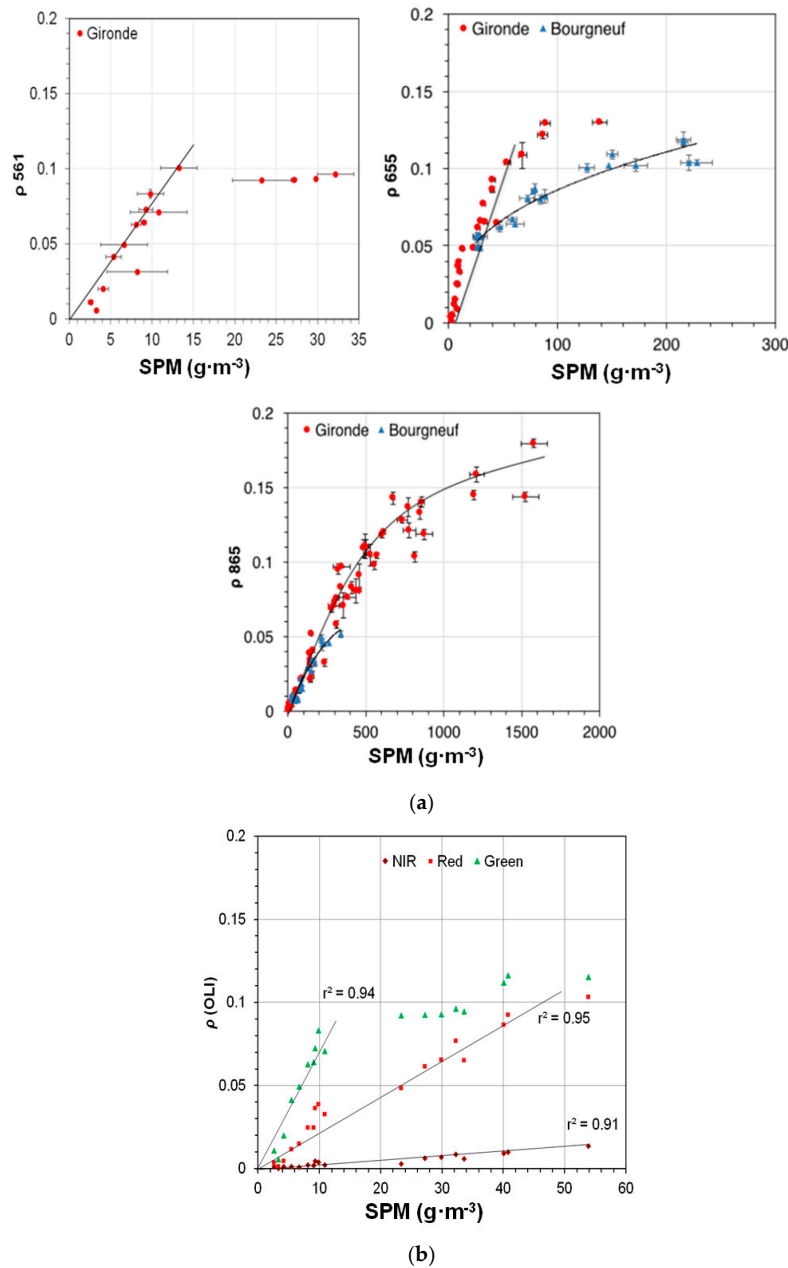 Gironde
0.2
0.15
0.1
0.05
0
ρ 561
0 5 10 15 20 25 30 35
SPM (g·m⁻³)
Gironde Bourgneuf
0.2
0.15
0.1
0.05
0
ρ 655
0 100 200 300
SPM (g·m⁻³)
Gironde Bourgneuf
0.2
0.15
0.1
0.05
0
ρ 865
0 500 1000 1500 2000
SPM (g·m⁻³)
(a)
NIR Red Green
0.2
0.15
0.1
0.05
0
ρ (OLI)
r² = 0.94
r² = 0.95
r² = 0.91
0 10 20 30 40 50 60
SPM (g·m⁻³)
(b)